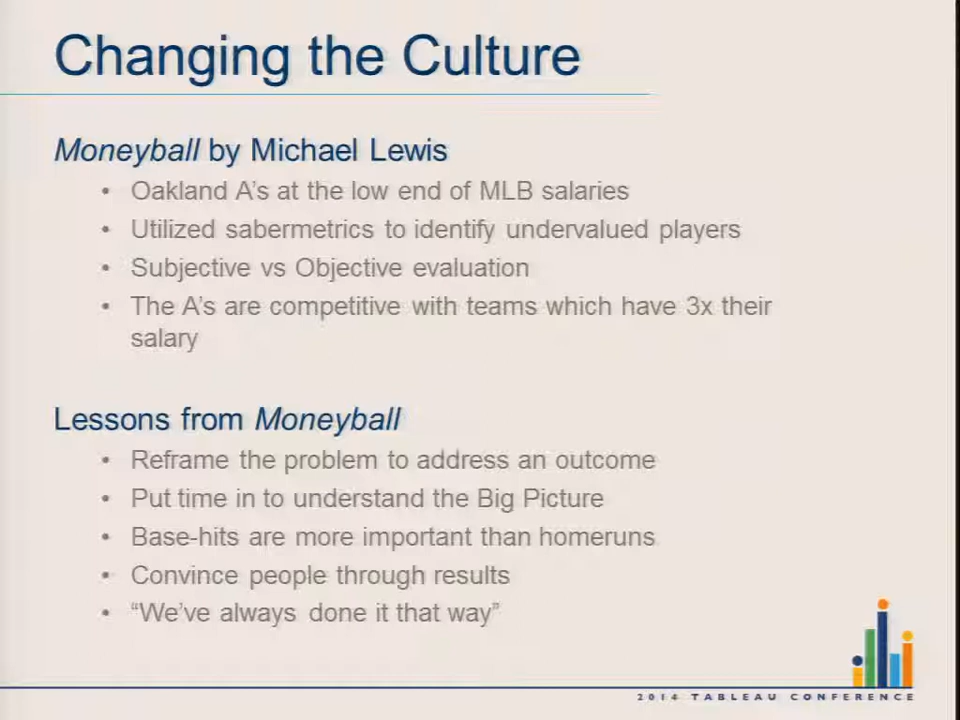 Changing the Culture
Moneyball by Michael Lewis
• Oakland A's at the low end of MLB salaries
• Utilized sabermetrics to identify undervalued players
• Subjective vs Objective evaluation
• The A's are competitive with teams which have 3x their
salary
Lessons from Moneyball
• Reframe the problem to address an outcome
• Put time in to understand the Big Picture
• Base-hits are more important than homeruns
• Convince people through results
• “We've always done it that way”
2014 TABLEAU CONFERENCE